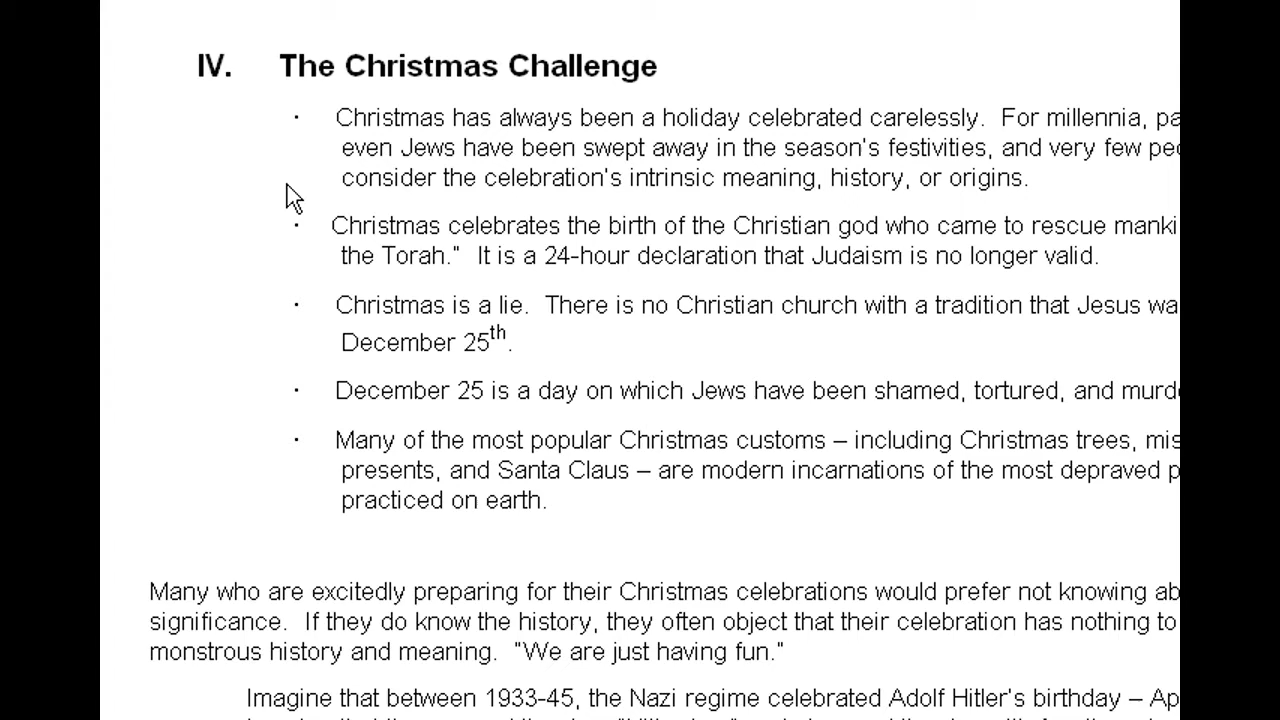 IV. The Christmas Challenge
· Christmas has always been a holiday celebrated carelessly. For millennia,
even Jews have been swept away in the season's festivities, and very few
consider the celebration's intrinsic meaning, history, or origins.
· Christmas celebrates the birth of the Christian god who came to rescue
the Torah." It is a 24-hour declaration that Judaism is no longer valid.
· Christmas is a lie. There is no Christian church with a tradition that Jesus
December 25th.
· December 25 is a day on which Jews have been shamed, tortured, and
· Many of the most popular Christmas customs – including Christmas trees,
presents, and Santa Claus – are modern incarnations of the most depraved
practiced on earth.
Many who are excitedly preparing for their Christmas celebrations would prefer not knowing
significance. If they do know the history, they often object that their celebration has nothing to
monstrous history and meaning. "We are just having fun."
Imagine that between 1933-45, the Nazi regime celebrated Adolf Hitler's birthday –